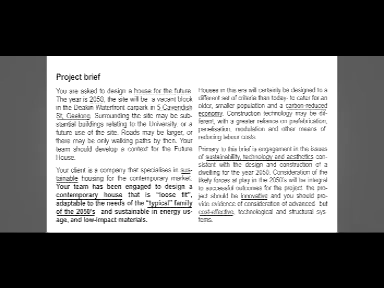 Project brief
You are asked to design a house for the future.
The year is 2050, the site will be a vacant block
in the Deakin Waterfront carpark in 5 Cavendish
St, Geelong. Surrounding the site may be sub-
stantial buildings relating to the University, or a
future use of the site. Roads may be larger, or
there may be only walking paths by then. Your
team should develop a context for the Future
House.
Your client is a company that specialises in sus-
tainable housing for the contemporary market.
Your team has been engaged to design a
contemporary house that is "loose fit",
adaptable to the needs of the "typical" family
of the 2050's and sustainable in energy us-
age, and low-impact materials.
Houses in this era will certainly be designed to a
different set of criteria than today- to cater for an
older, smaller population and a carbon-reduced
economy. Construction technology may be dif-
ferent, with a greater reliance on prefabrication,
penelisation, modulation and other means of
reducing labour costs.
Primary to this brief is engagement in the issues
of sustainability, technology and aesthetics con-
sistent with the design and construction of a
dwelling for the year 2050. Consideration of the
likely forces at play in the 2050's will be integral
to successful outcomes for the project. The pro-
ject should be innovative and you should pro-
vide evidence of consideration of advanced but
cost-effective, technological and structural sys-
tems.